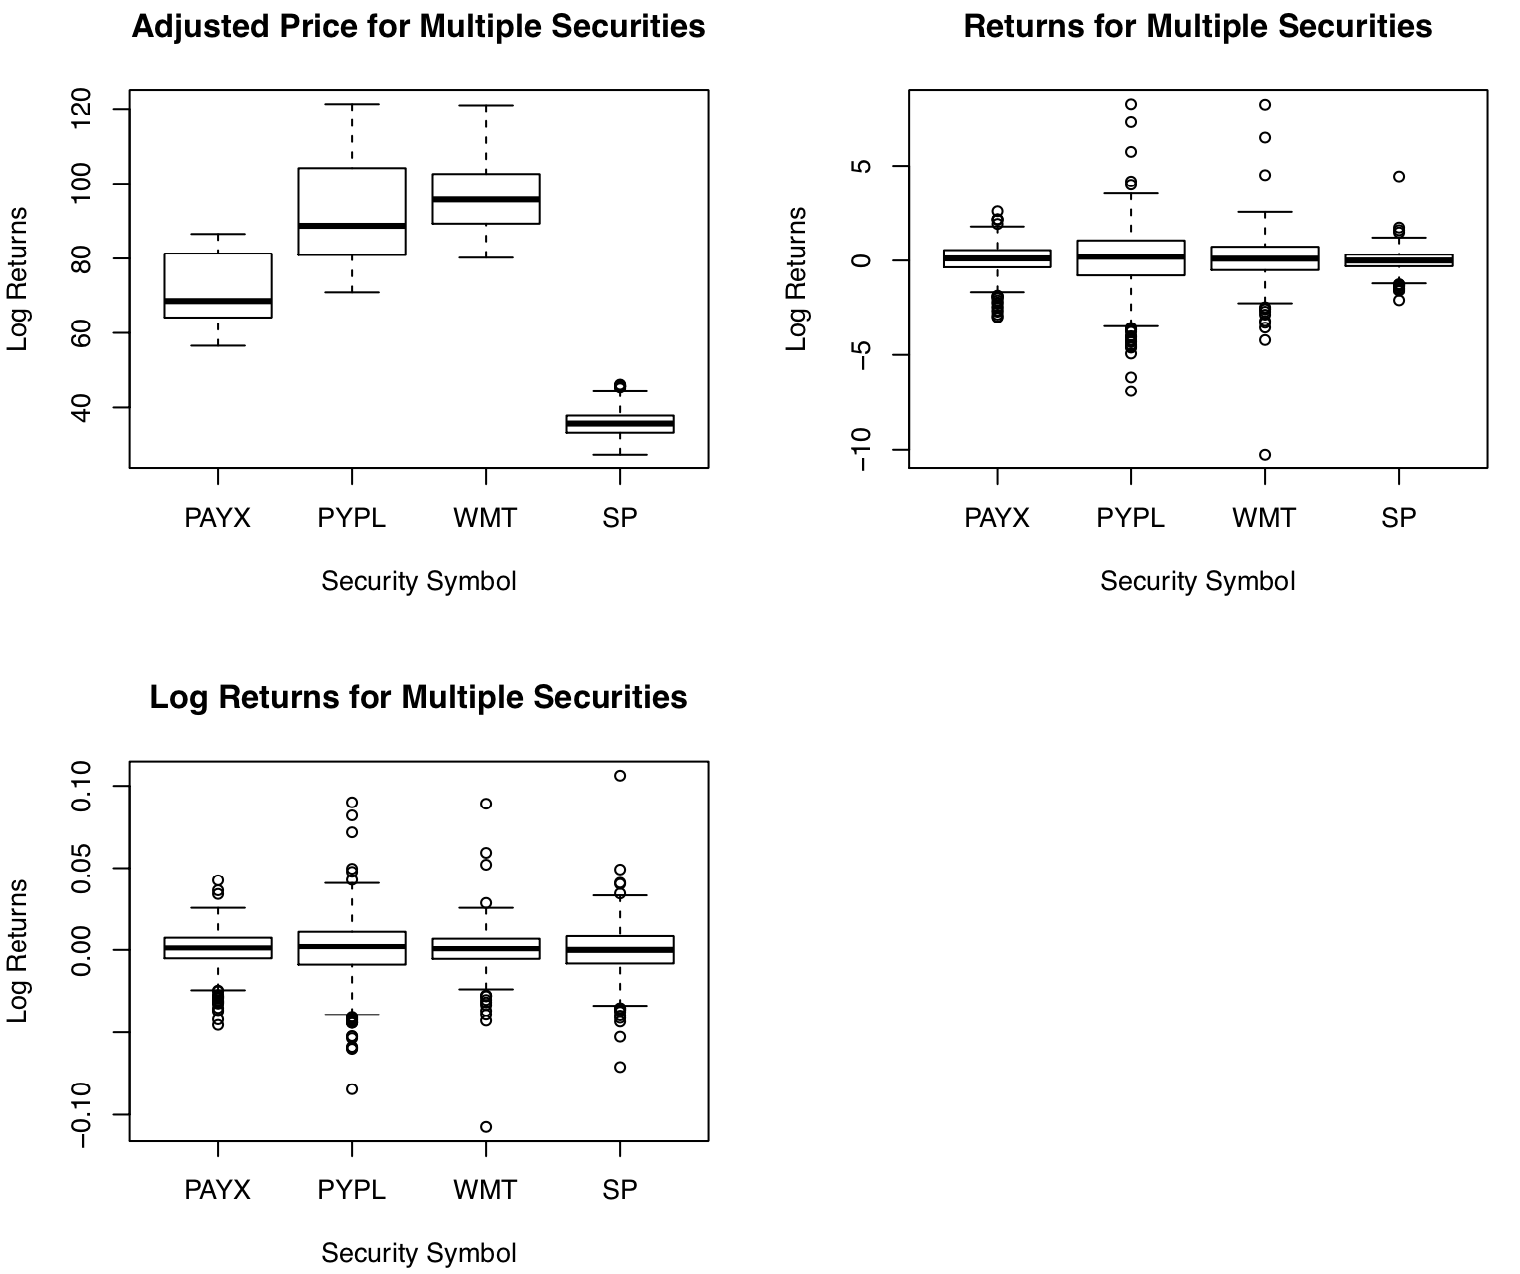 Adjusted Price for Multiple Securities
Log Returns
120
100
80
60
40
PAYX PYPL WMT SP
Security Symbol
Returns for Multiple Securities
Log Returns
5
0
−5
−10
PAYX PYPL WMT SP
Security Symbol
Log Returns for Multiple Securities
Log Returns
0.10
0.05
0.00
−0.10
PAYX PYPL WMT SP
Security Symbol